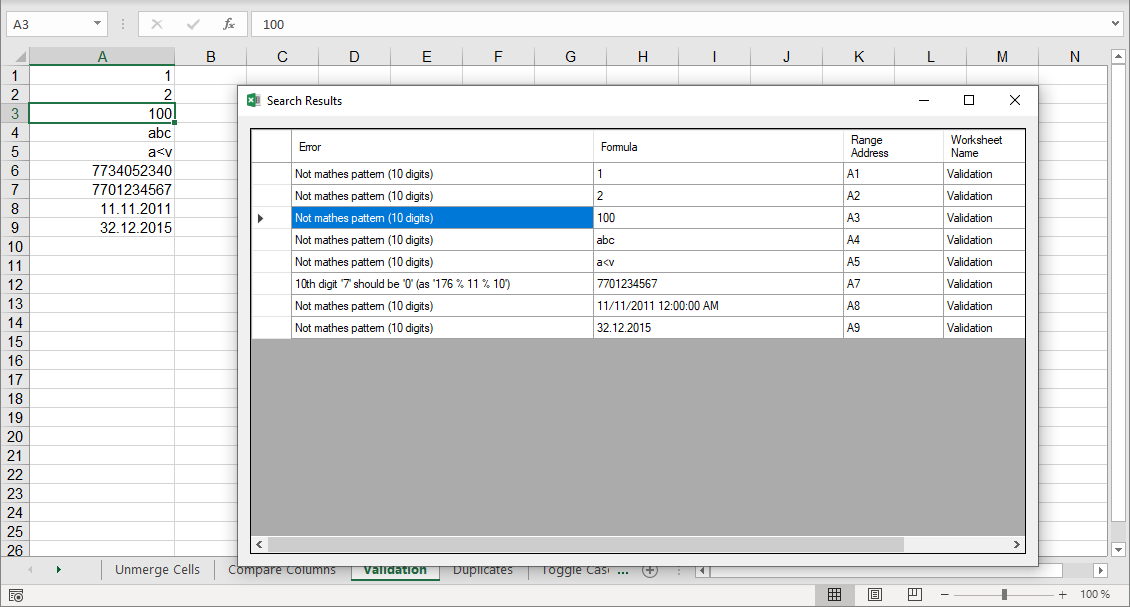 A3
fx
100
A B C D E F G H I J K L M N
1 1
2 2
3 100
4 abc
5 a<v
6 7734052340
7 7701234567
8 11.11.2011
9 32.12.2015
10
11
12
13
14
15
16
17
18
19
20
21
22
23
24
25
26
Search Results
Error Formula Range Address Worksheet Name
Not mathes pattern (10 digits) 1 A1 Validation
Not mathes pattern (10 digits) 2 A2 Validation
Not mathes pattern (10 digits) 100 A3 Validation
Not mathes pattern (10 digits) abc A4 Validation
Not mathes pattern (10 digits) a<v A5 Validation
10th digit '7' should be '0' (as '176 % 11 % 10') 7701234567 A7 Validation
Not mathes pattern (10 digits) 11/11/2011 12:00:00 AM A8 Validation
Not mathes pattern (10 digits) 32.12.2015 A9 Validation
Unmerge Cells Compare Columns Validation Duplicates Toggle Cas ...
100 %